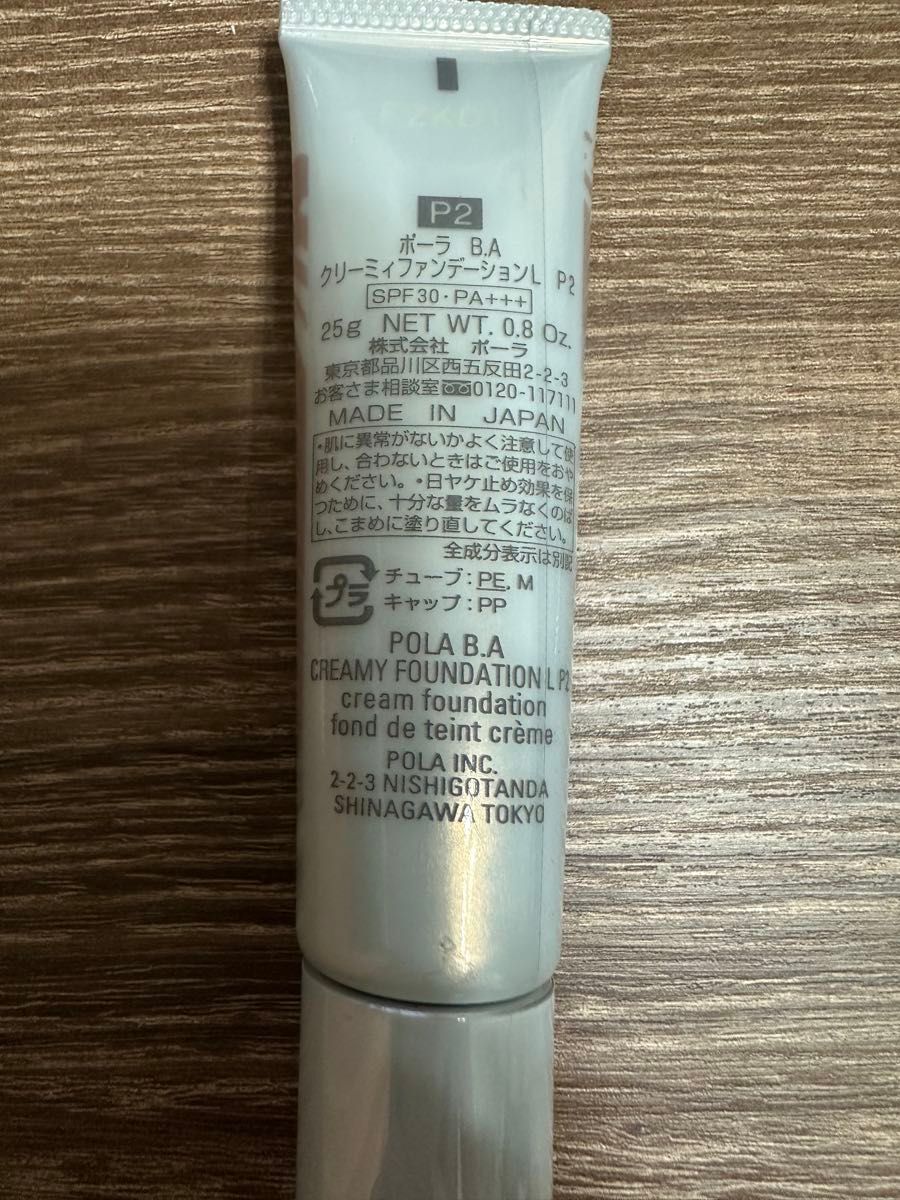 P2
ポーラ B.A
クリーミィファンデーションL P2
SPF30・PA+++
25g NET WT. 0.8 Oz.
株式会社 ポーラ
東京都品川区西五反田2-2-3
お客さま相談室 0120-117111
MADE IN JAPAN
・肌に異常がないかよく注意して使
用し、合わないときはご使用をおや
めください。・日ヤケ止め効果を保
つために、十分な量をムラなくのば
し、こまめに塗り直してください。
全成分表示は別記
プラ
チューブ:PE, M
キャップ:PP
POLA B.A
CREAMY FOUNDATION L P2
cream foundation
fond de teint crème
POLA INC.
2-2-3 NISHIGOTANDA
SHINAGAWA TOKYO